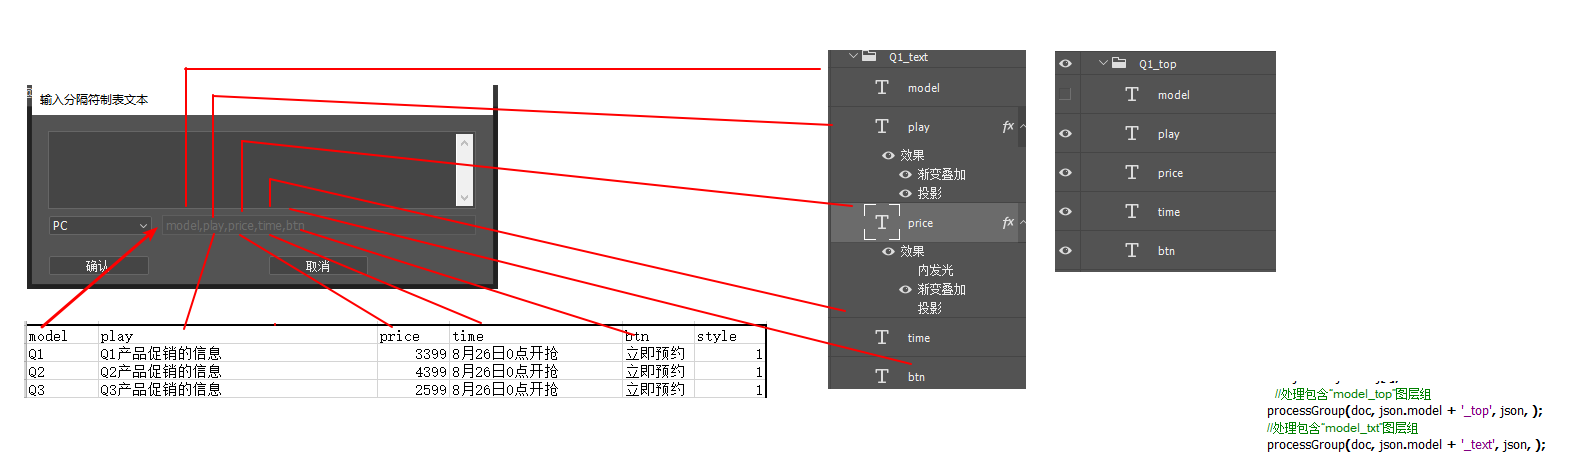 输入分隔符制表文本
PC
model,play,price,time,btn
确认
取消
model play price time btn style
Q1 Q1产品促销的信息 3399 8月26日0点开抢 立即预约 1
Q2 Q2产品促销的信息 4399 8月26日0点开抢 立即预约 1
Q3 Q3产品促销的信息 2599 8月26日0点开抢 立即预约 1
Q1_text
T model
T play fx
效果
渐变叠加
投影
T price fx
效果
内发光
渐变叠加
投影
T time
T btn
Q1_top
T model
T play
T price
T time
T btn
//处理包含"model_top"图层组
processGroup(doc, json.model + '_top', json, );
//处理包含"model_txt"图层组
processGroup(doc, json.model + '_text', json, );